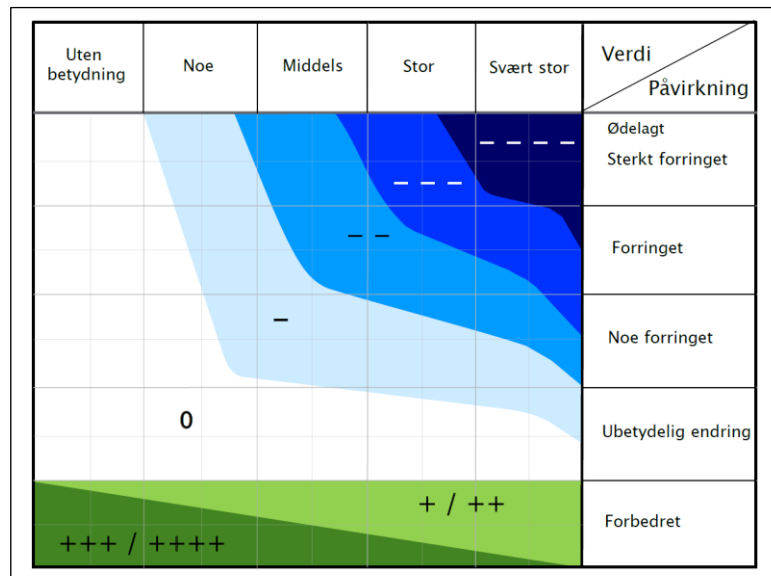 Uten
betydning
Noe
Middels
Stor
Svært stor
Verdi
Påvirkning
Ødelagt
Sterkt forringet
– – – –
– – –
Forringet
– –
Noe forringet
–
Ubetydelig endring
0
Forbedret
+ / ++
+++ / ++++